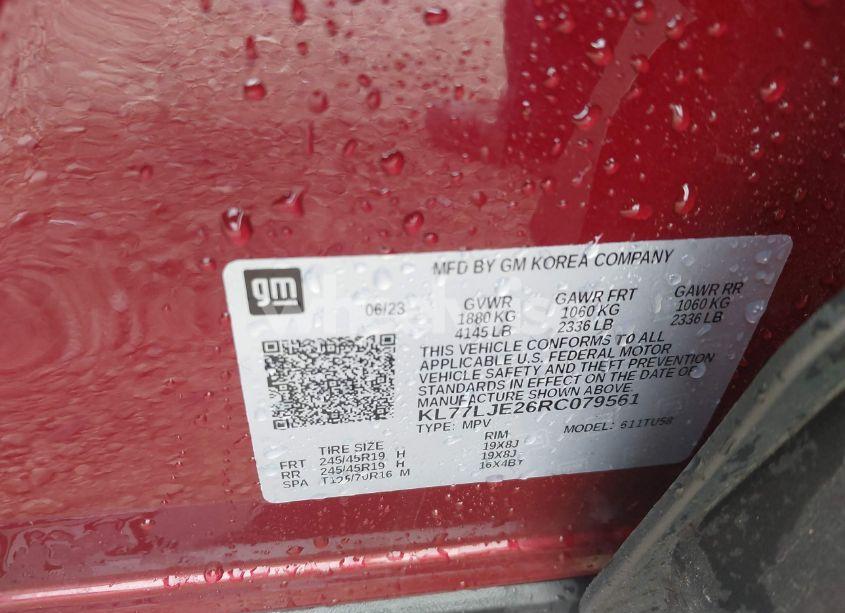 MFD BY GM KOREA COMPANY
gm
06/23
GVWR GAWR FRT GAWR RR
1880 KG 1060 KG 1060 KG
4145 LB 2336 LB 2336 LB
THIS VEHICLE CONFORMS TO ALL
APPLICABLE U.S. FEDERAL MOTOR
VEHICLE SAFETY AND THEFT PREVENTION
STANDARDS IN EFFECT ON THE DATE OF
MANUFACTURE SHOWN ABOVE
KL77LJE26RC079561
TYPE: MPV MODEL: 611TU58
TIRE SIZE RIM
FRT 245/45R19 H 19X8J
RR 245/45R19 H 19X8J
SPA T125/70R16 M 16X4BT